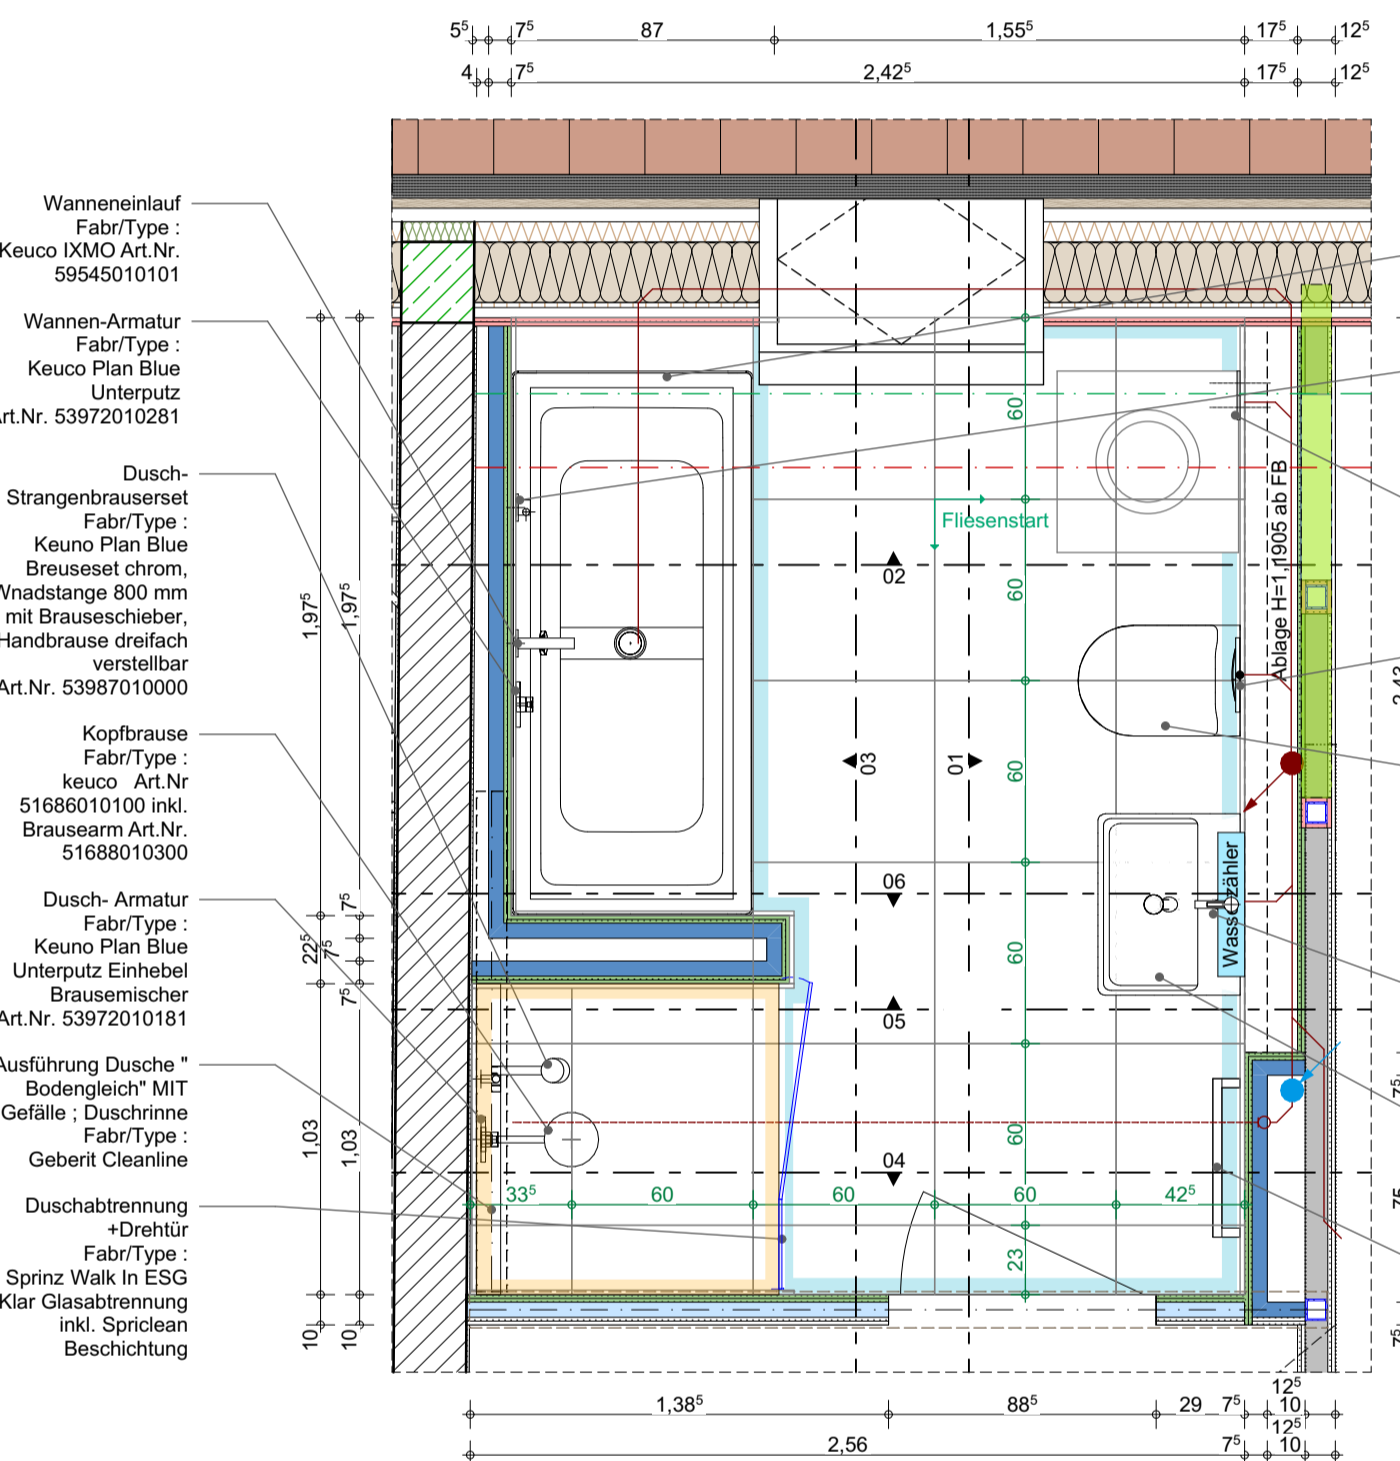 5⁵ 7⁵ 87 1,55⁵ 17⁵ 12⁵
4 7⁵ 2,42⁵ 17⁵ 12⁵
Wanneneinlauf
Fabr/Type :
Keuco IXMO Art.Nr.
59545010101
Wannen-Armatur
Fabr/Type :
Keuco Plan Blue
Unterputz
Art.Nr. 53972010281
Dusch-
Strangenbrauserset
Fabr/Type :
Keuno Plan Blue
Breuseset chrom,
Wnadstange 800 mm
mit Brauseschieber,
Handbrause dreifach
verstellbar
Art.Nr. 53987010000
Kopfbrause
Fabr/Type :
keuco Art.Nr
51686010100 inkl.
Brausearm Art.Nr.
51688010300
Dusch- Armatur
Fabr/Type :
Keuno Plan Blue
Unterputz Einhebel
Brausemischer
Art.Nr. 53972010181
Ausführung Dusche "
Bodengleich" MIT
Gefälle ; Duschrinne
Fabr/Type :
Geberit Cleanline
Duschabtrennung
+Drehtür
Fabr/Type :
Sprinz Walk In ESG
Klar Glasabtrennung
inkl. Spriclean
Beschichtung
1,97⁵
1,97⁵
7⁵
22⁵
7⁵
7⁵
1,03
1,03
10
10
60
Fliesenstart
02
60
Ablage H=1,1905 ab FB
03
01
60
06
Wasserzähler
60
05
60
04
33⁵ 60 60 60 42⁵
23
2,43
7⁵
75
7⁵
1,38⁵ 88⁵ 29 7⁵ 12⁵ 10
2,56 7⁵ 12⁵ 10